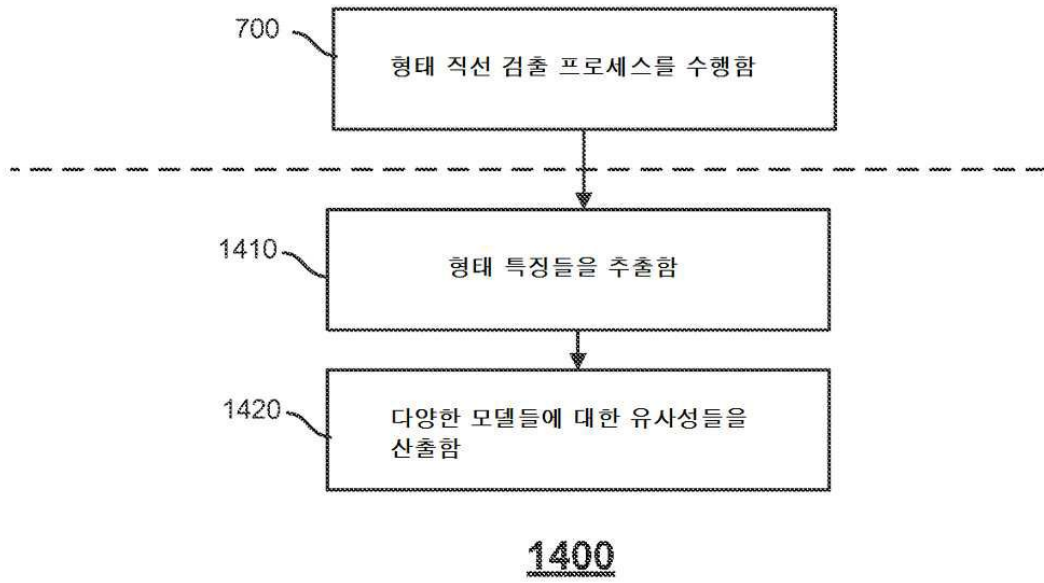 700
형태 직선 검출 프로세스를 수행함
1410
형태 특징들을 추출함
1420
다양한 모델들에 대한 유사성들을
산출함
1400